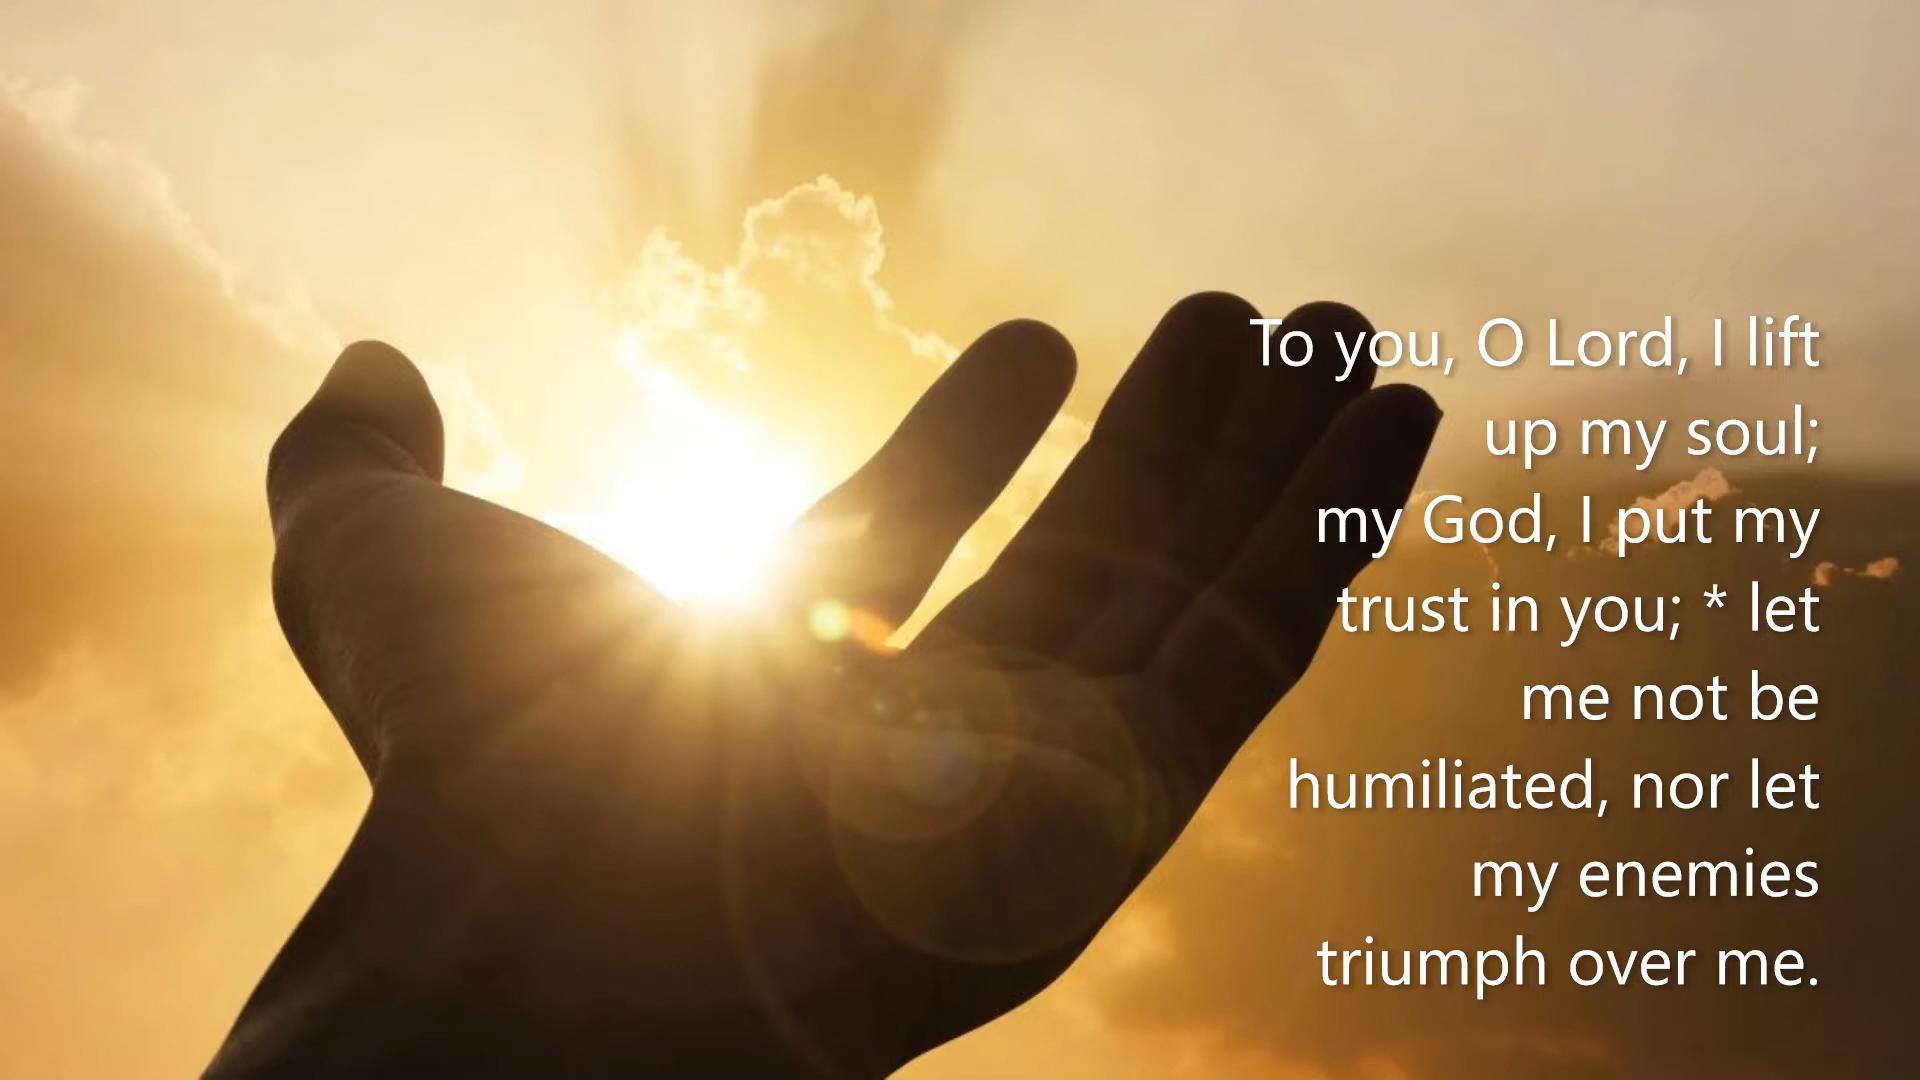 To you, O Lord, I lift
up my soul;
my God, I put my
trust in you; * let
me not be
humiliated, nor let
my enemies
triumph over me.